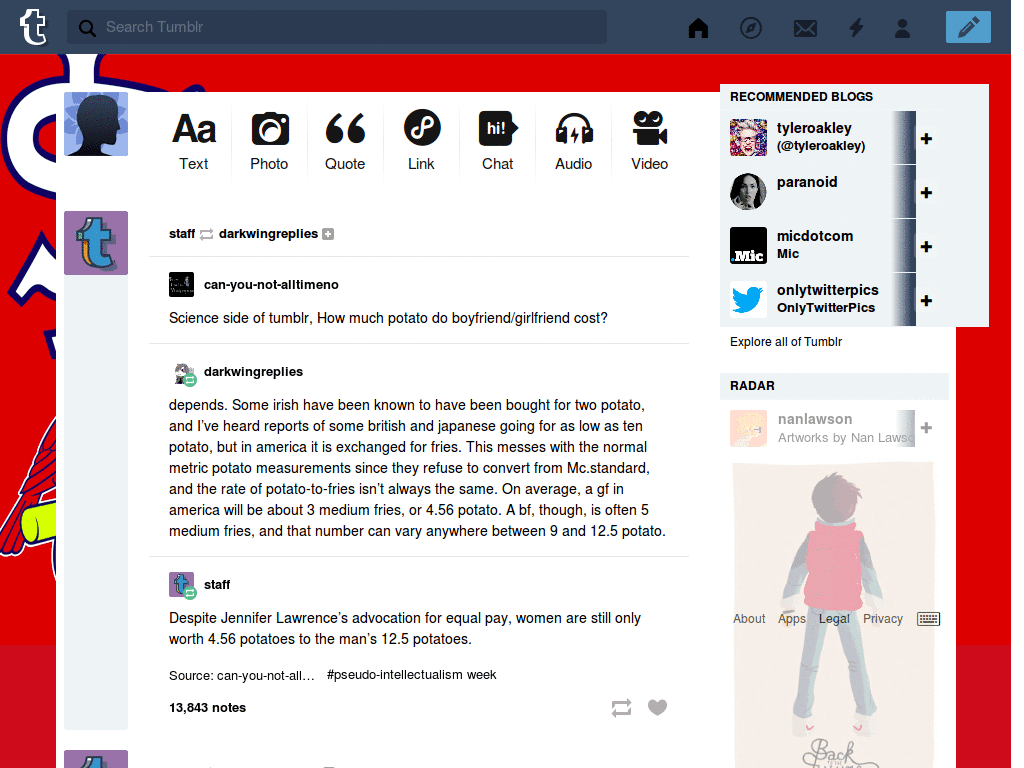 Search Tumblr
Aa
hi!
Text Photo Quote Link Chat Audio Video
staff darkwingreplies
can-you-not-alltimeno
Science side of tumblr, How much potato do boyfriend/girlfriend cost?
darkwingreplies
depends. Some irish have been known to have been bought for two potato,
and I’ve heard reports of some british and japanese going for as low as ten
potato, but in america it is exchanged for fries. This messes with the normal
metric potato measurements since they refuse to convert from Mc.standard,
and the rate of potato-to-fries isn’t always the same. On average, a gf in
america will be about 3 medium fries, or 4.56 potato. A bf, though, is often 5
medium fries, and that number can vary anywhere between 9 and 12.5 potato.
staff
Despite Jennifer Lawrence’s advocation for equal pay, women are still only
worth 4.56 potatoes to the man’s 12.5 potatoes.
Source: can-you-not-all… #pseudo-intellectualism week
13,843 notes
RECOMMENDED BLOGS
tyleroakley
(@tyleroakley)
paranoid
.Mic
micdotcom
Mic
onlytwitterpics
OnlyTwitterPics
Explore all of Tumblr
RADAR
nanlawson
Artworks by Nan Lawso
About Apps Legal Privacy
Back